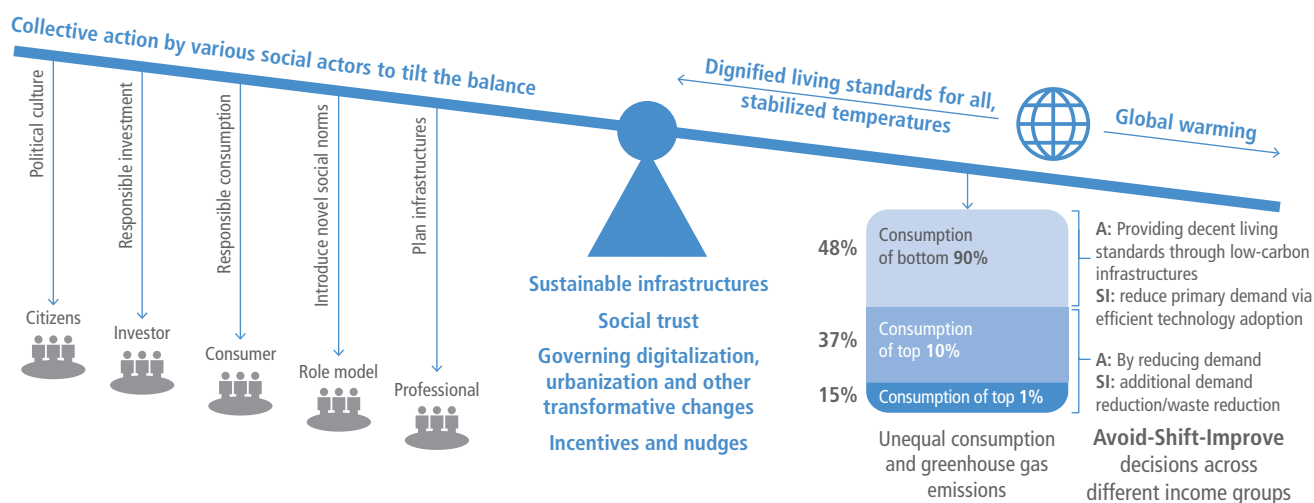 Collective action by various social actors to tilt the balance
Political culture
Responsible investment
Responsible consumption
Introduce novel social norms
Plan infrastructures
Citizens
Investor
Consumer
Role model
Professional
Sustainable infrastructures
Social trust
Governing digitalization,
urbanization and other
transformative changes
Incentives and nudges
Dignified living standards for all,
stabilized temperatures
Global warming
48%
Consumption
of bottom 90%
37%
Consumption
of top 10%
15%
Consumption of top 1%
Unequal consumption
and greenhouse gas
emissions
A: Providing decent living
standards through low-carbon
infrastructures
SI: reduce primary demand via
efficient technology adoption
A: By reducing demand
SI: additional demand
reduction/waste reduction
Avoid-Shift-Improve
decisions across
different income groups